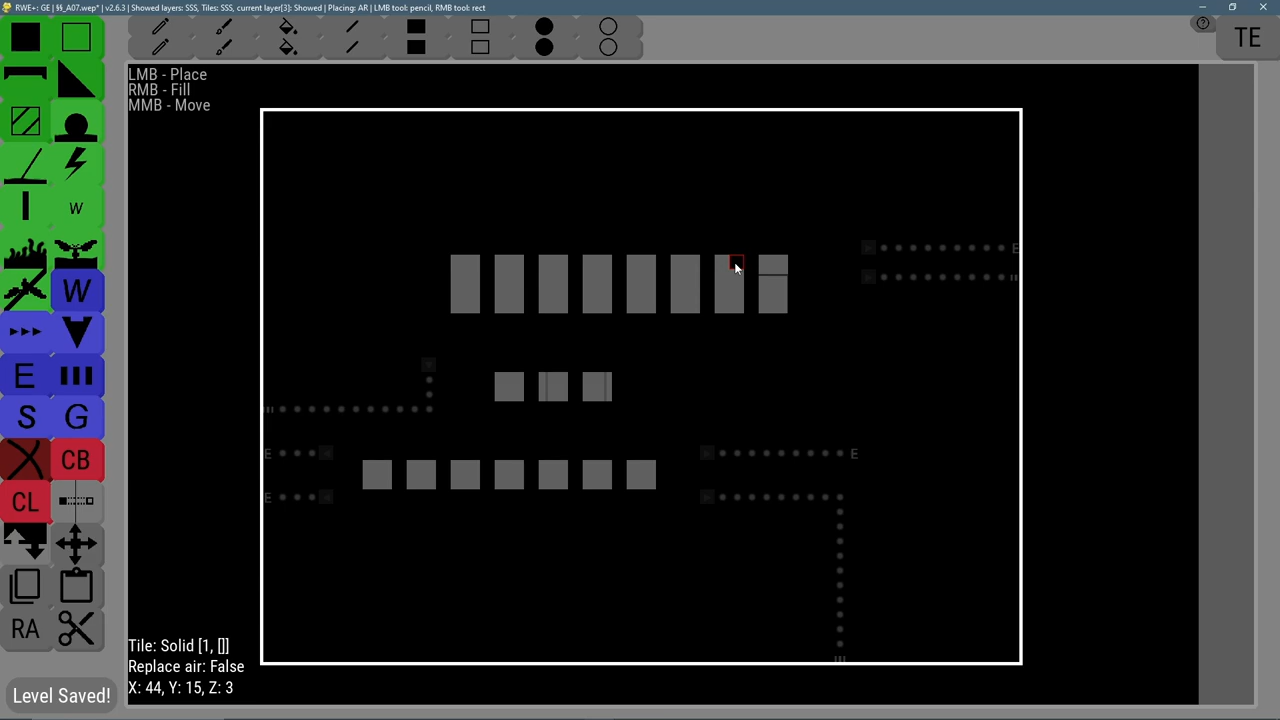 RWE+: GE | §§_A07.wep* | v2.6.3 | Showed layers: SSS, Tiles: SSS, current layer[3]: Showed | Placing: AR | LMB tool: pencil, RMB tool: rect
TE
LMB - Place
RMB - Fill
MMB - Move
W
W
E
S
G
CB
CL
RA
E
E
E
E
Tile: Solid [1, []]
Replace air: False
X: 44, Y: 15, Z: 3
Level Saved!